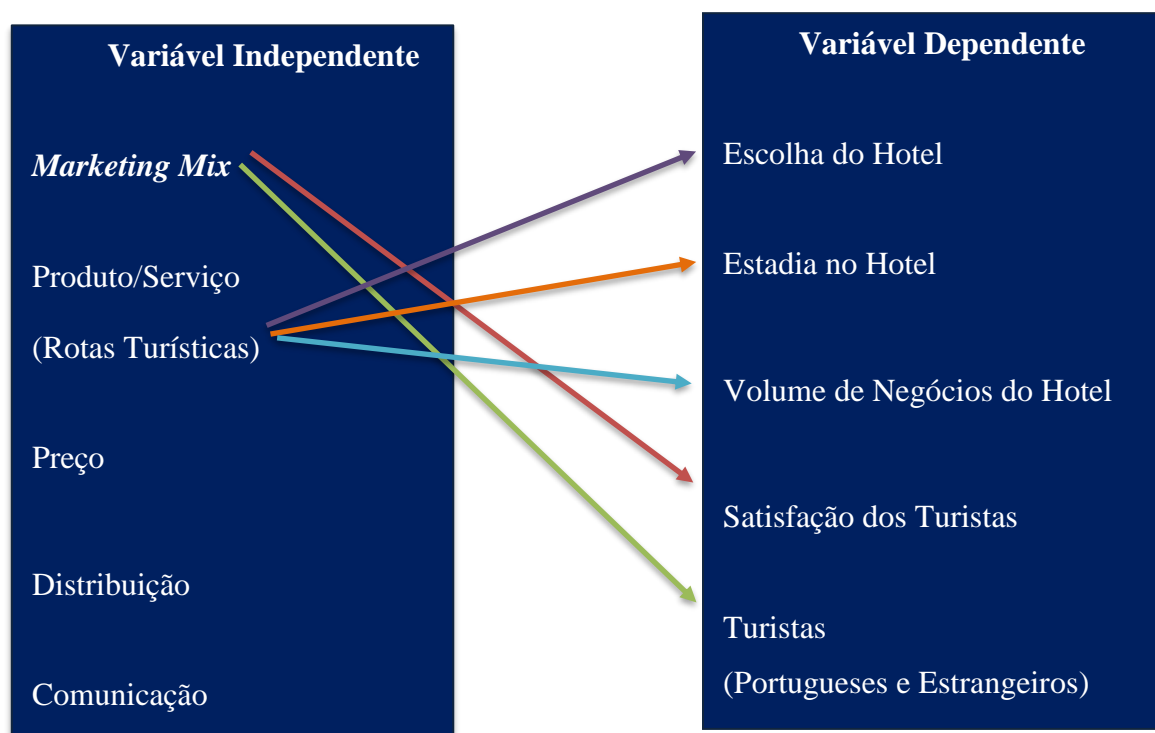 Variável Independente
Marketing Mix
Produto/Serviço
(Rotas Turísticas)
Preço
Distribuição
Comunicação
Variável Dependente
Escolha do Hotel
Estadia no Hotel
Volume de Negócios do Hotel
Satisfação dos Turistas
Turistas
(Portugueses e Estrangeiros)